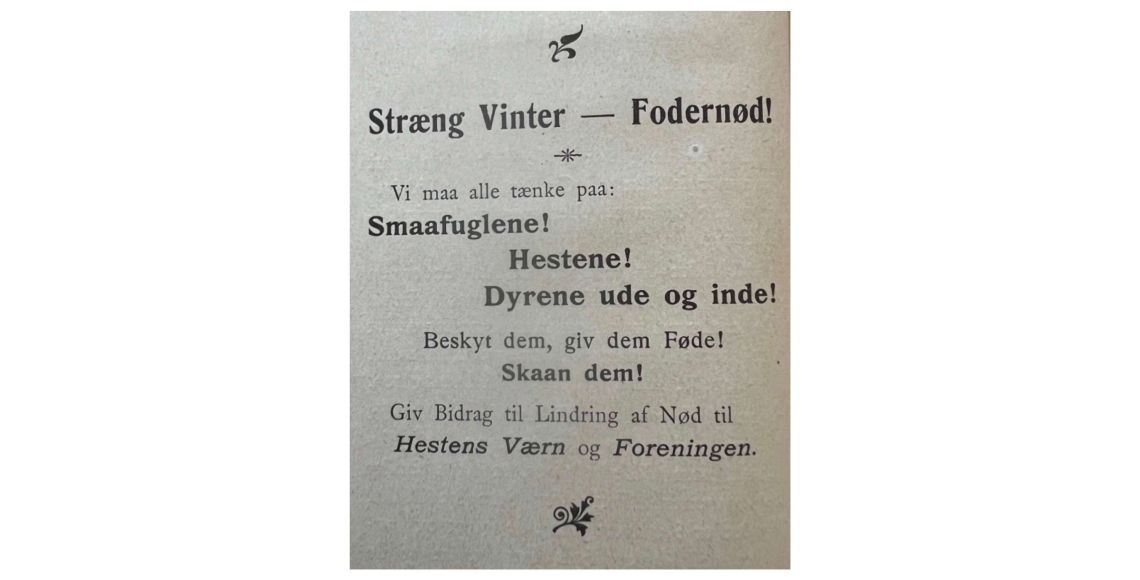 Stræng Vinter — Fodernød!
Vi maa alle tænke paa:
Smaafuglene!
Hestene!
Dyrene ude og inde!
Beskyt dem, giv dem Føde!
Skaan dem!
Giv Bidrag til Lindring af Nød til
Hestens Værn og Foreningen.